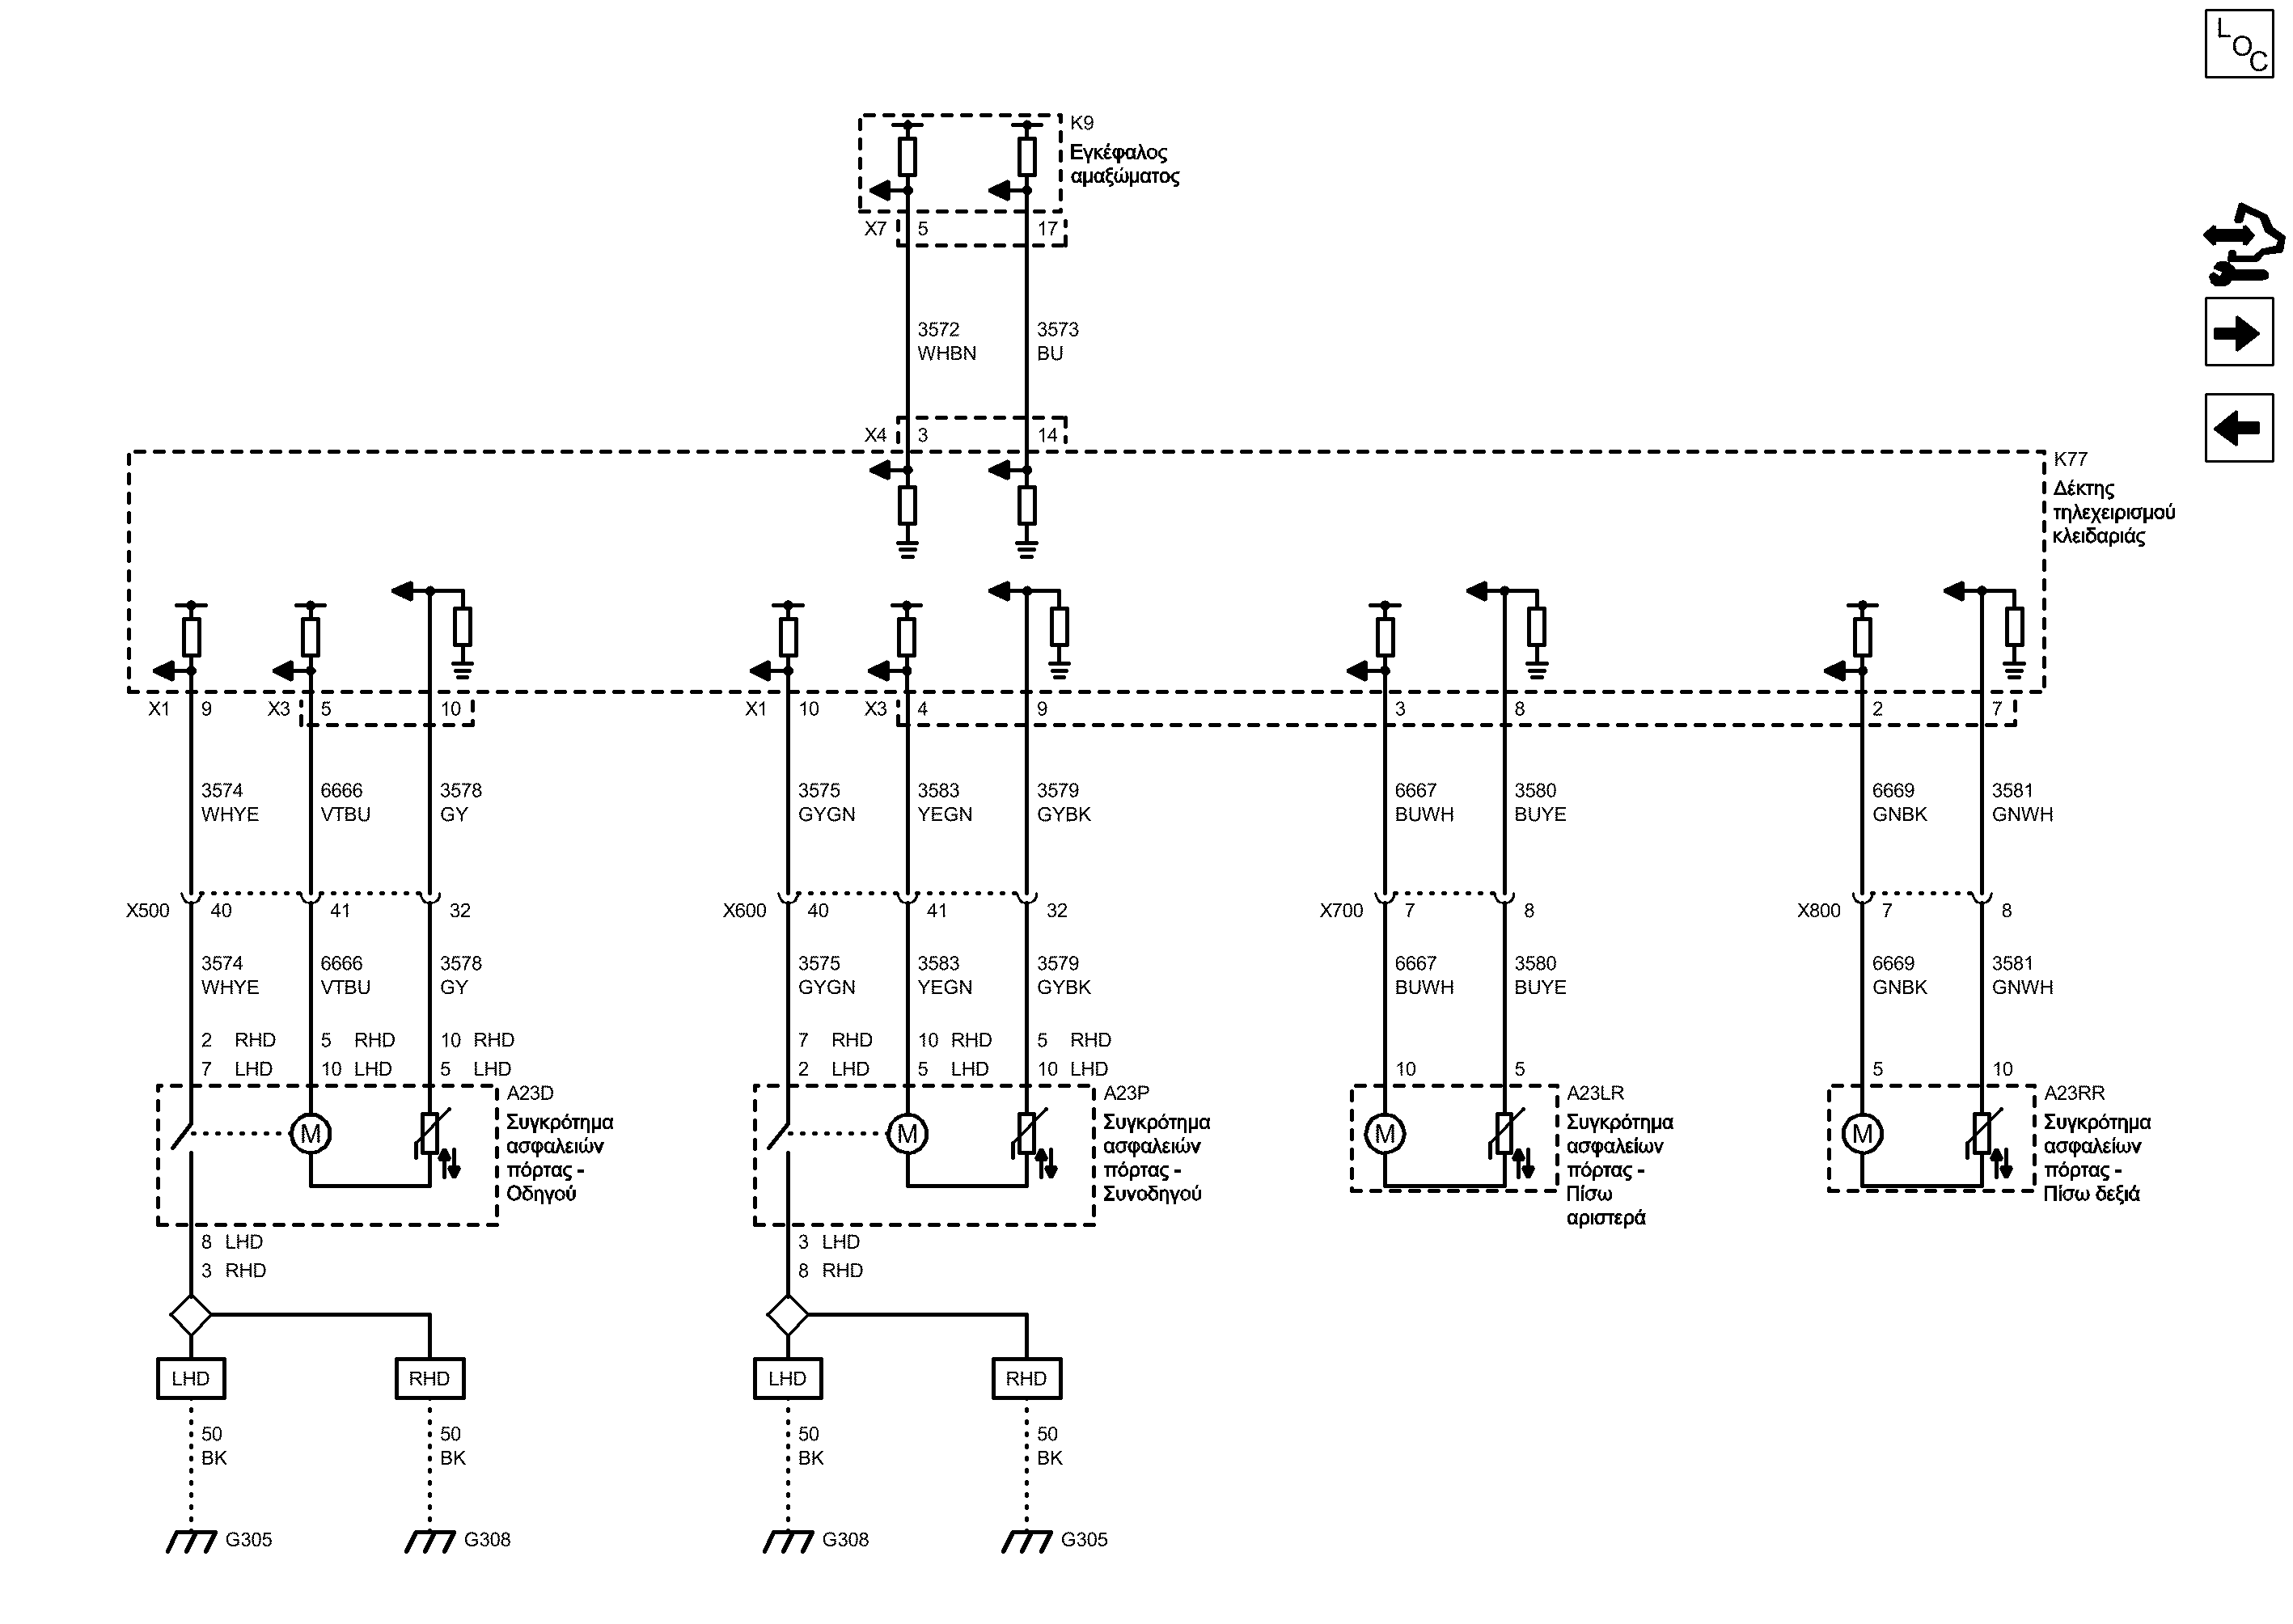 LOC
K9
Εγκέφαλος
αμαξώματος
X7 5 17
3572 3573
WHBN BU
X4 3 14
K77
Δέκτης
τηλεχειρισμού
κλειδαριάς
X1 9 X3 5 10 X1 10 X3 4 9 3 8 2 7
3574 6666 3578 3575 3583 3579 6667 3580 6669 3581
WHYE VTBU GY GYGN YEGN GYBK BUWH BUYE GNBK GNWH
X500 40 41 32 X600 40 41 32 X700 7 8 X800 7 8
3574 6666 3578 3575 3583 3579 6667 3580 6669 3581
WHYE VTBU GY GYGN YEGN GYBK BUWH BUYE GNBK GNWH
2 RHD 5 RHD 10 RHD 7 RHD 10 RHD 5 RHD
7 LHD 10 LHD 5 LHD 2 LHD 5 LHD 10 LHD 10 5 5 10
A23D
Συγκρότημα
ασφαλειών
πόρτας -
Οδηγού
M
A23P
Συγκρότημα
ασφαλειών
πόρτας -
Συνοδηγού
M
A23LR
Συγκρότημα
ασφαλείων
πόρτας -
Πίσω
αριστερά
M
A23RR
Συγκρότημα
ασφαλείων
πόρτας -
Πίσω δεξιά
M
8 LHD 3 LHD
3 RHD 8 RHD
LHD RHD LHD RHD
50 50 50 50
BK BK BK BK
G305 G308 G308 G305